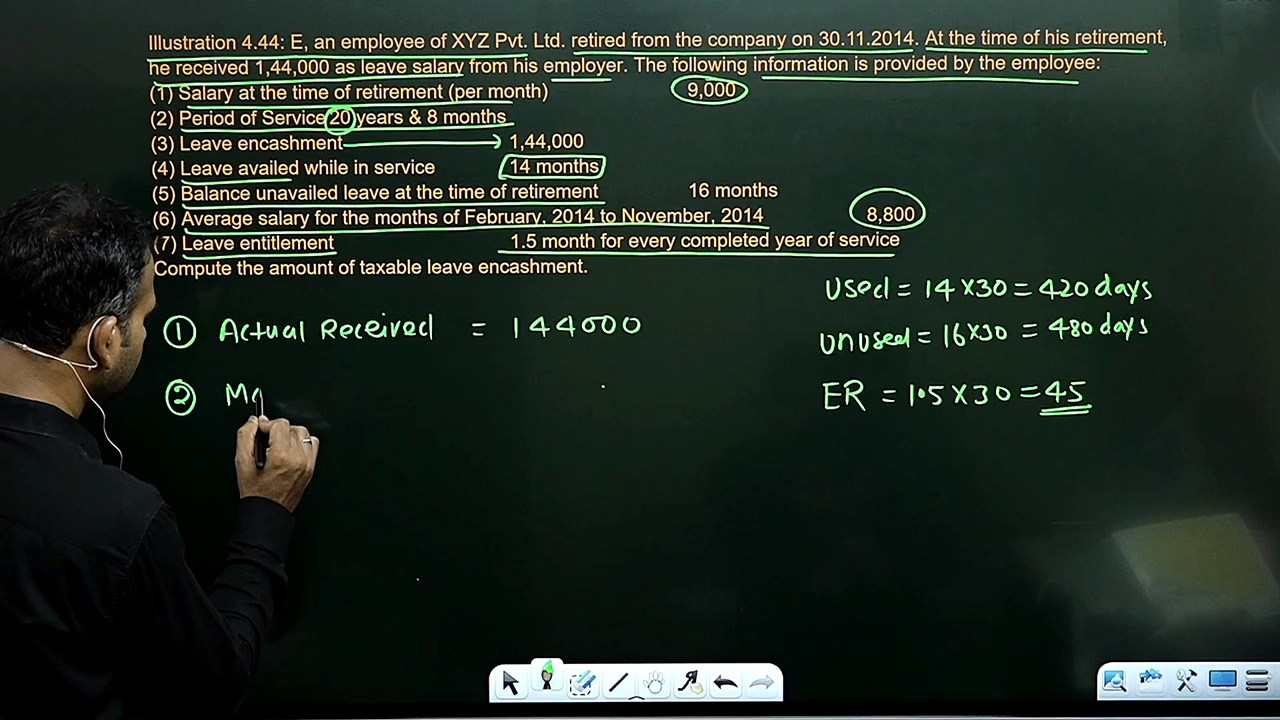 Illustration 4.44: E, an employee of XYZ Pvt. Ltd. retired from the company on 30.11.2014. At the time of his retirement,
he received 1,44,000 as leave salary from his employer. The following information is provided by the employee:
(1) Salary at the time of retirement (per month) 9,000
(2) Period of Service 20 years & 8 months
(3) Leave encashment 1,44,000
(4) Leave availed while in service 14 months
(5) Balance unavailed leave at the time of retirement 16 months
(6) Average salary for the months of February, 2014 to November, 2014 8,800
(7) Leave entitlement 1.5 month for every completed year of service
Compute the amount of taxable leave encashment.
Used = 14 × 30 = 420 days
① Actual Received = 144000
Unused = 16×30 = 480 days
② Ma
ER = 1.5 × 30 = 45